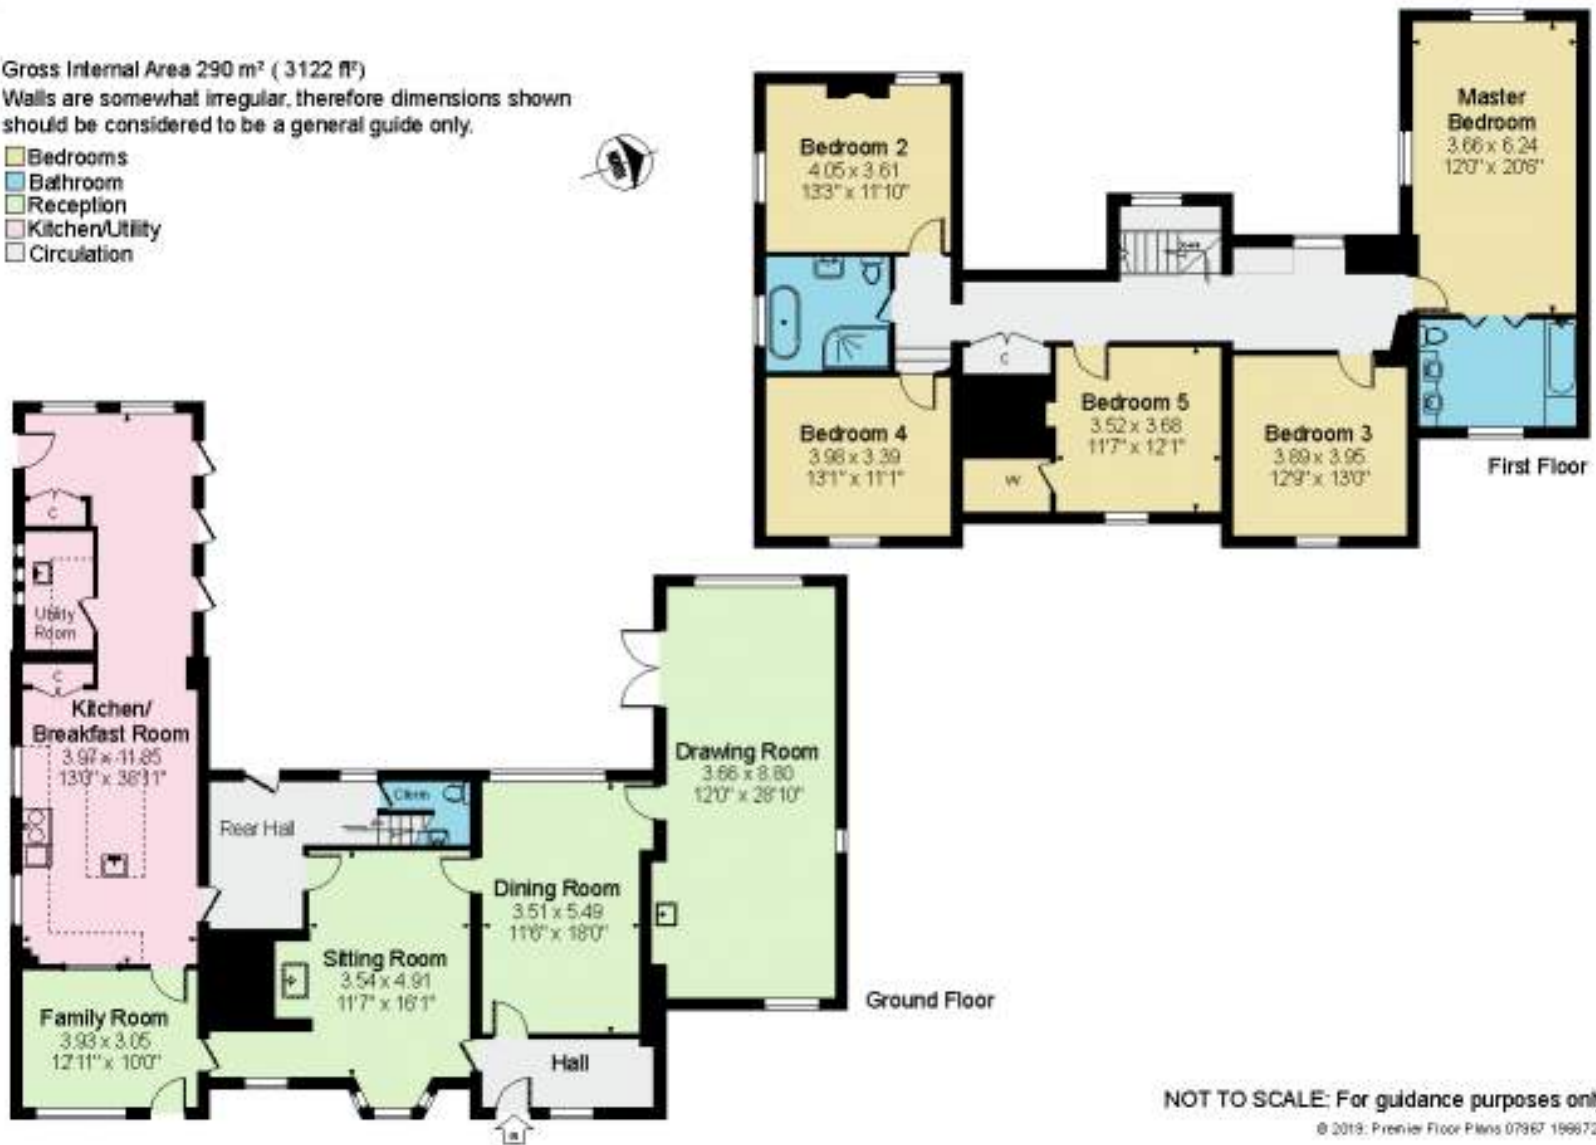 Gross Internal Area 290 m² ( 3122 ft²)
Walls are somewhat irregular, therefore dimensions shown
should be considered to be a general guide only.
Bedrooms
Bathroom
Reception
Kitchen/Utility
Circulation
Master
Bedroom
3.66 x 6.24
12'0" x 20'6"
Bedroom 2
4.05 x 3.61
13'3" x 11'10"
C
Bedroom 5
3.52 x 3.68
11'7" x 12'1"
Bedroom 4
3.98 x 3.39
13'1" x 11'1"
Bedroom 3
3.89 x 3.95
12'9" x 13'0"
W
First Floor
C
Utility
Room
C
Kitchen/
Breakfast Room
3.97 x 11.85
13'0" x 38'11"
Drawing Room
3.66 x 8.80
12'0" x 28'10"
Clkrm
Rear Hall
Dining Room
3.51 x 5.49
11'6" x 18'0"
Sitting Room
3.54 x 4.91
11'7" x 16'1"
Ground Floor
Family Room
3.93 x 3.05
12'11" x 10'0"
Hall
IN
NOT TO SCALE: For guidance purposes onl
© 2019: Premier Floor Plans 07967